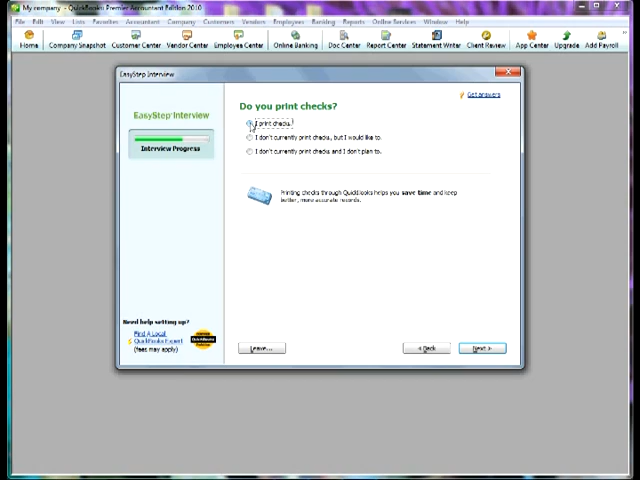 My company - QuickBooks Premier Accountant Edition 2010
File Edit View Lists Favorites Accountant Company Customers Vendors Employees Banking Reports Online Services Window Help
Home Company Snapshot Customer Center Vendor Center Employee Center Online Banking Doc Center Report Center Statement Writer Client Review App Center Upgrade Add Payroll
EasyStep Interview
Get answers
Do you print checks?
EasyStep Interview
I print checks.
I don't currently print checks, but I would like to.
Interview Progress
I don't currently print checks and I don't plan to.
Printing checks through QuickBooks helps you save time and keep
better, more accurate records.
Need help setting up?
Find A Local
QuickBooks Expert
(fees may apply)
Leave...
< Back
Next >